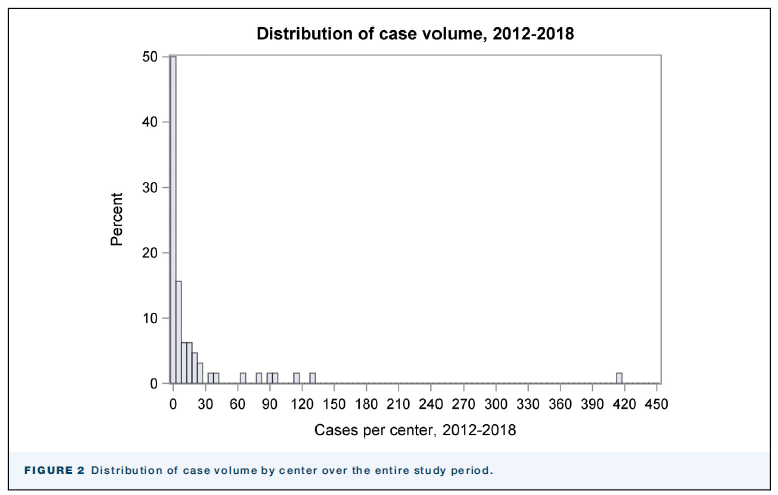 Distribution of case volume, 2012-2018
50
40
30
20
10
0
Percent
0 30 60 90 120 150 180 210 240 270 300 330 360 390 420 450
Cases per center, 2012-2018
FIGURE 2 Distribution of case volume by center over the entire study period.